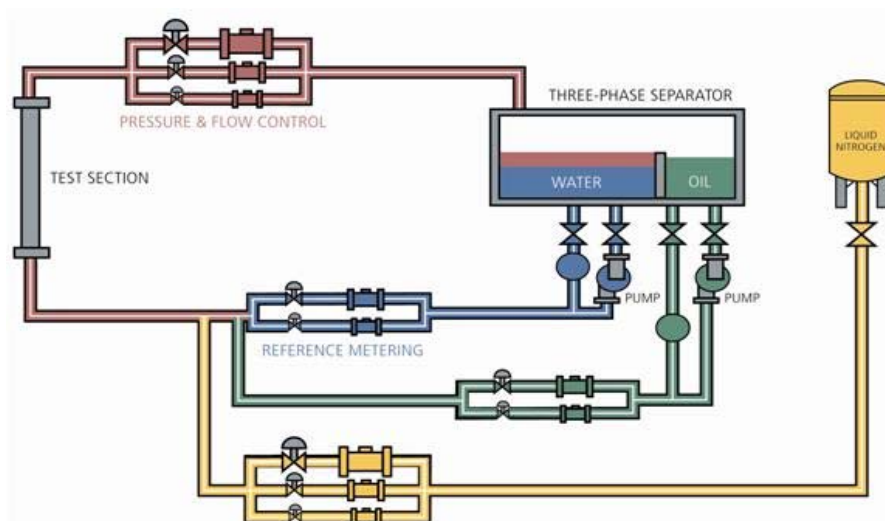 THREE-PHASE SEPARATOR
PRESSURE & FLOW CONTROL
LIQUID
NITROGEN
TEST SECTION
WATER
OIL
PUMP
PUMP
REFERENCE METERING